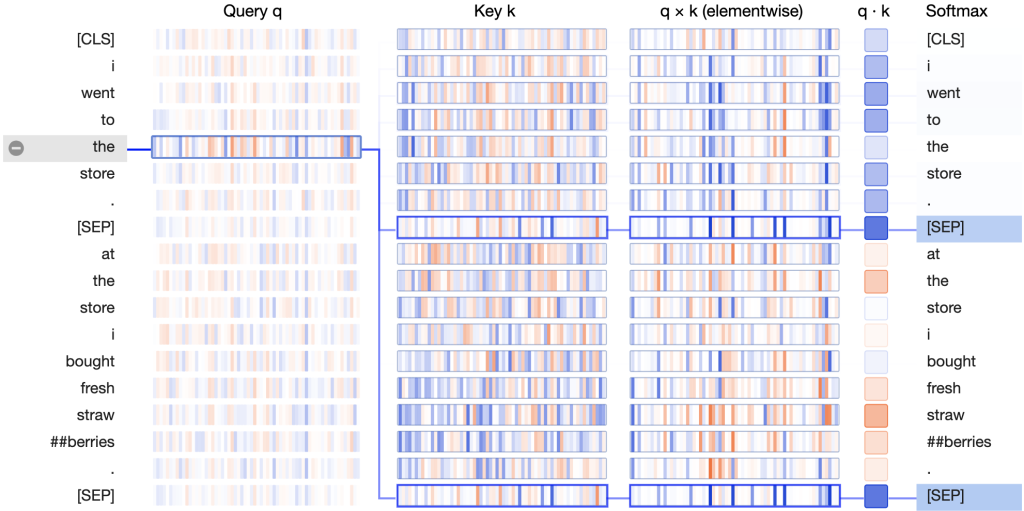 Query q Key k q × k (elementwise) q · k Softmax
[CLS] [CLS]
i i
went went
to to
the the
store store
. .
[SEP] [SEP]
at at
the the
store store
i i
bought bought
fresh fresh
straw straw
##berries ##berries
. .
[SEP] [SEP]